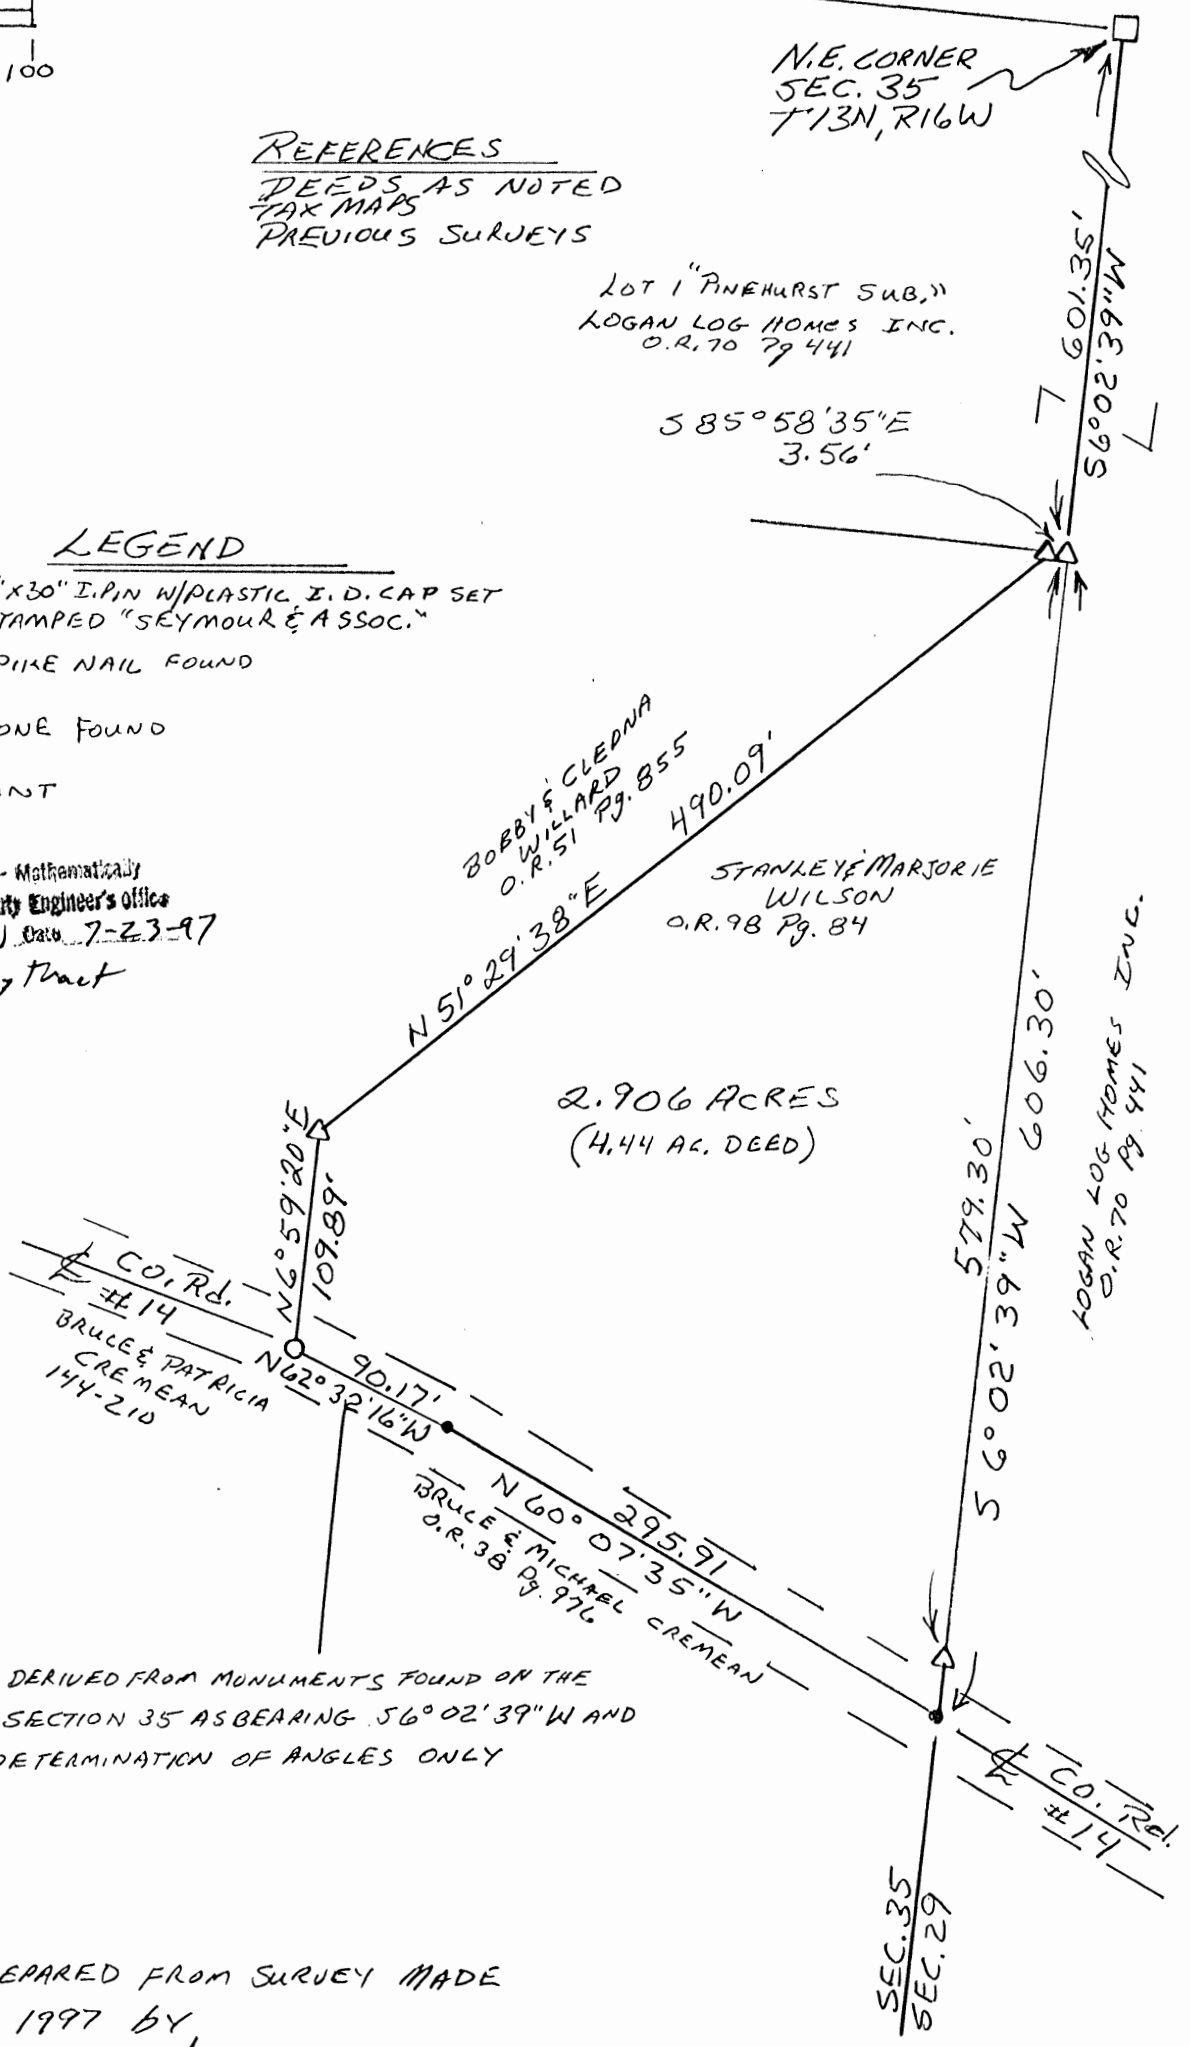 100
N.E. CORNER
SEC. 35
T13N, R16W
REFERENCES
DEEDS AS NOTED
TAX MAPS
PREVIOUS SURVEYS
LOT 1 "PINEHURST SUB."
LOGAN LOG HOMES INC.
O.R. 70 Pg 441
601.35'
S6°02'39"W
S 85°58'35"E
3.56'
LEGEND
"x30" I.PIN W/PLASTIC I.D. CAP SET
TAMPED "SEYMOUR & ASSOC."
PIKE NAIL FOUND
ONE FOUND
NT
- Mathematically
ty Engineer's office
Date 7-23-97
tract
BOBBY & CLEDNA
WILLARD
O.R. 51 Pg. 855
490.09'
N 51°29'38"E
STANLEY & MARJORIE
WILSON
O.R. 98 Pg. 84
2.906 ACRES
(4.44 AC. DEED)
579.30'
606.30'
S 6°02'39"W
LOGAN LOG HOMES INC.
O.R. 70 Pg. 441
N6°59'20"E
109.89'
℄ CO. Rd.
#14
BRUCE & PATRICIA
CREMEAN
144-210
90.17'
N62°32'16"W
295.91
N 60°07'35"W
BRUCE & MICHAEL CREMEAN
O.R. 38 Pg. 976
DERIVED FROM MONUMENTS FOUND ON THE
SECTION 35 AS BEARING S6°02'39"W AND
DETERMINATION OF ANGLES ONLY
℄ CO. Rd.
#14
SEC. 35
SEC. 29
EPARED FROM SURVEY MADE
1997 by